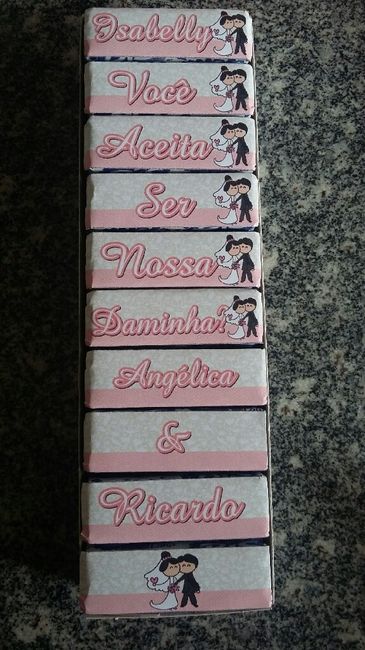 Isabelly
Você
Aceita
Ser
Nossa
Daminha?
Angélica
&
Ricardo